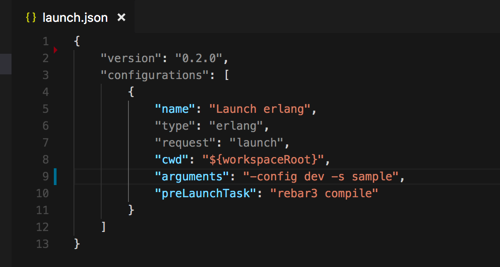 {} launch.json ×
1 {
2 "version": "0.2.0",
3 "configurations": [
4 {
5 "name": "Launch erlang",
6 "type": "erlang",
7 "request": "launch",
8 "cwd": "${workspaceRoot}",
9 "arguments": "-config dev -s sample",
10 "preLaunchTask": "rebar3 compile"
11 }
12 ]
13 }